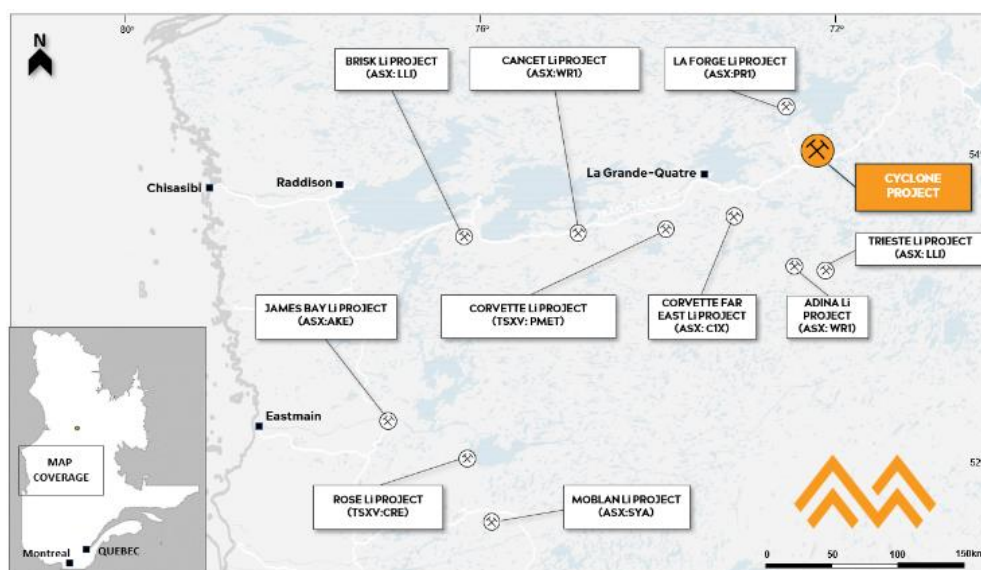 80°
76°
72°
N
BRISK Li PROJECT
(ASX: LLI)
CANCET Li PROJECT
(ASX:WR1)
LA FORGE Li PROJECT
(ASX:PR1)
54°
Chisasibi
Raddison
La Grande-Quatre
CYCLONE
PROJECT
TRIESTE Li PROJECT
(ASX: LLI)
JAMES BAY Li PROJECT
(ASX:AKE)
CORVETTE Li PROJECT
(TSXV: PMET)
CORVETTE FAR
EAST Li PROJECT
(ASX: C1X)
ADINA Li
PROJECT
(ASX: WR1)
Eastmain
MAP
COVERAGE
52°
ROSE Li PROJECT
(TSXV:CRE)
MOBLAN Li PROJECT
(ASX:SYA)
Montreal
QUEBEC
0 50 100 150km